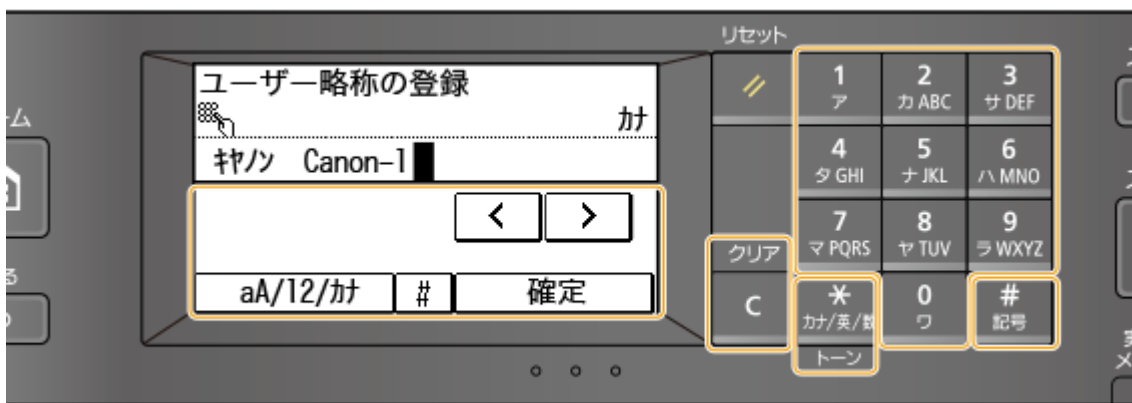 リセット
ユーザー略称の登録
カナ
キヤノン Canon-1
< >
aA/12/カナ # 確定
クリア
C
1
ア
2
カ ABC
3
サ DEF
4
タ GHI
5
ナ JKL
6
ハ MNO
7
マ PQRS
8
ヤ TUV
9
ラ WXYZ
*
カナ/英/数
トーン
0
ワ
#
記号